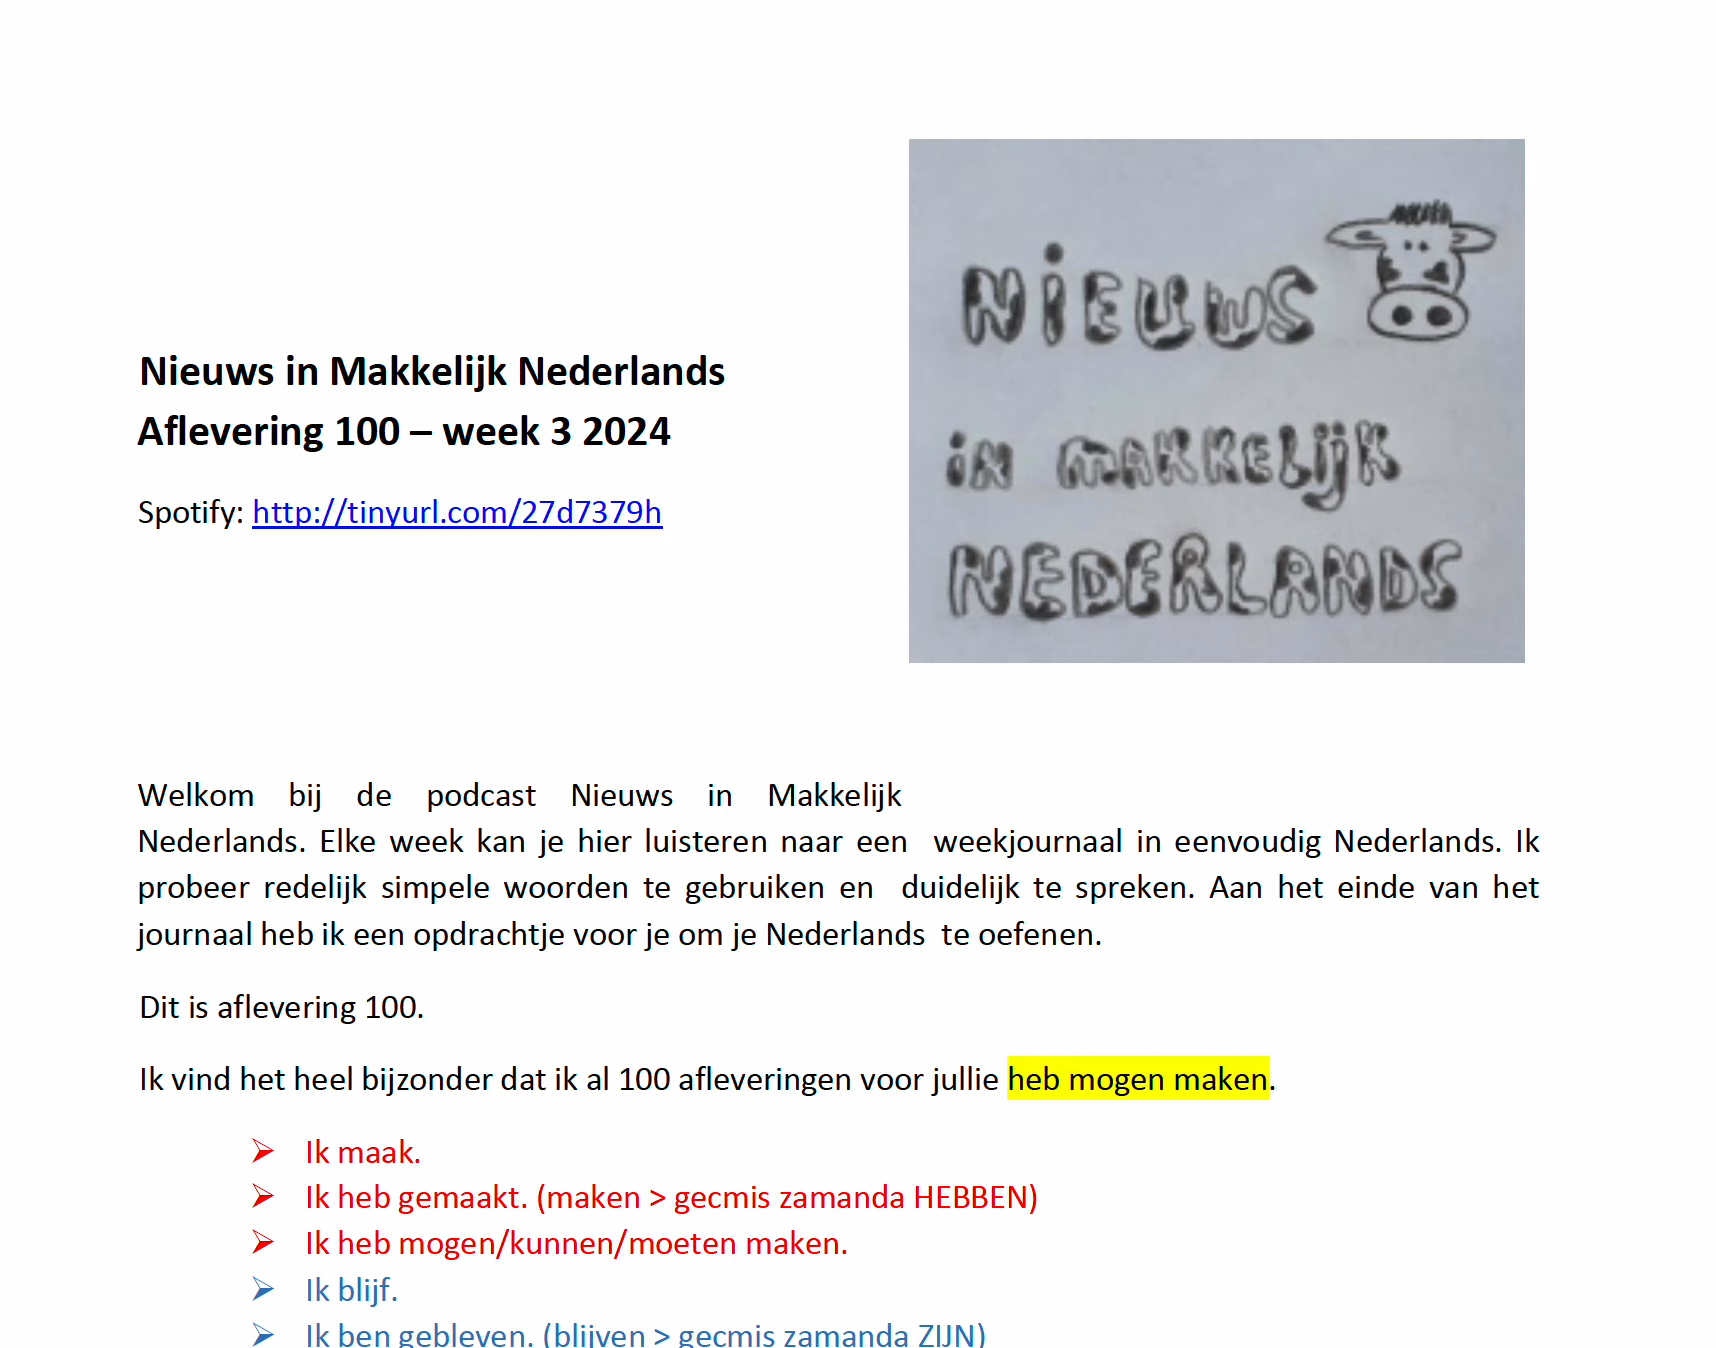 NiEUWS
in MAKKELijK
NEDERLANDS
Nieuws in Makkelijk Nederlands
Aflevering 100 – week 3 2024
Spotify: http://tinyurl.com/27d7379h
Welkom bij de podcast Nieuws in Makkelijk
Nederlands. Elke week kan je hier luisteren naar een weekjournaal in eenvoudig Nederlands. Ik
probeer redelijk simpele woorden te gebruiken en duidelijk te spreken. Aan het einde van het
journaal heb ik een opdrachtje voor je om je Nederlands te oefenen.
Dit is aflevering 100.
Ik vind het heel bijzonder dat ik al 100 afleveringen voor jullie heb mogen maken.
➢ Ik maak.
➢ Ik heb gemaakt. (maken > gecmis zamanda HEBBEN)
➢ Ik heb mogen/kunnen/moeten maken.
➢ Ik blijf.
➢ Ik ben gebleven. (blijven > gecmis zamanda ZIJN)